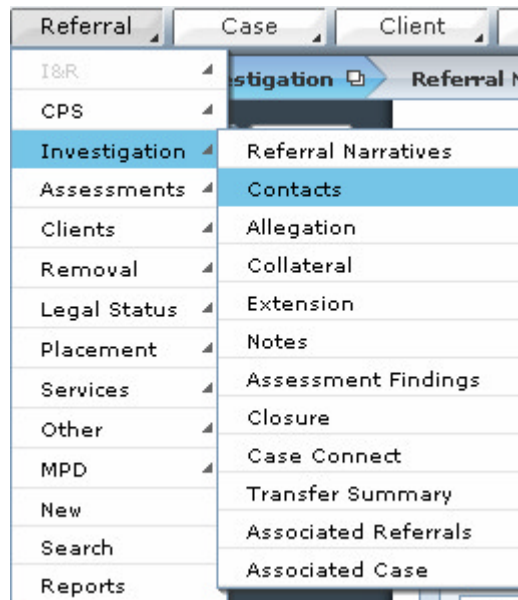 Referral Case Client
I&R
stigation Referral N
CPS
Investigation
Assessments
Clients
Removal
Legal Status
Placement
Services
Other
MPD
New
Search
Reports
Referral Narratives
Contacts
Allegation
Collateral
Extension
Notes
Assessment Findings
Closure
Case Connect
Transfer Summary
Associated Referrals
Associated Case